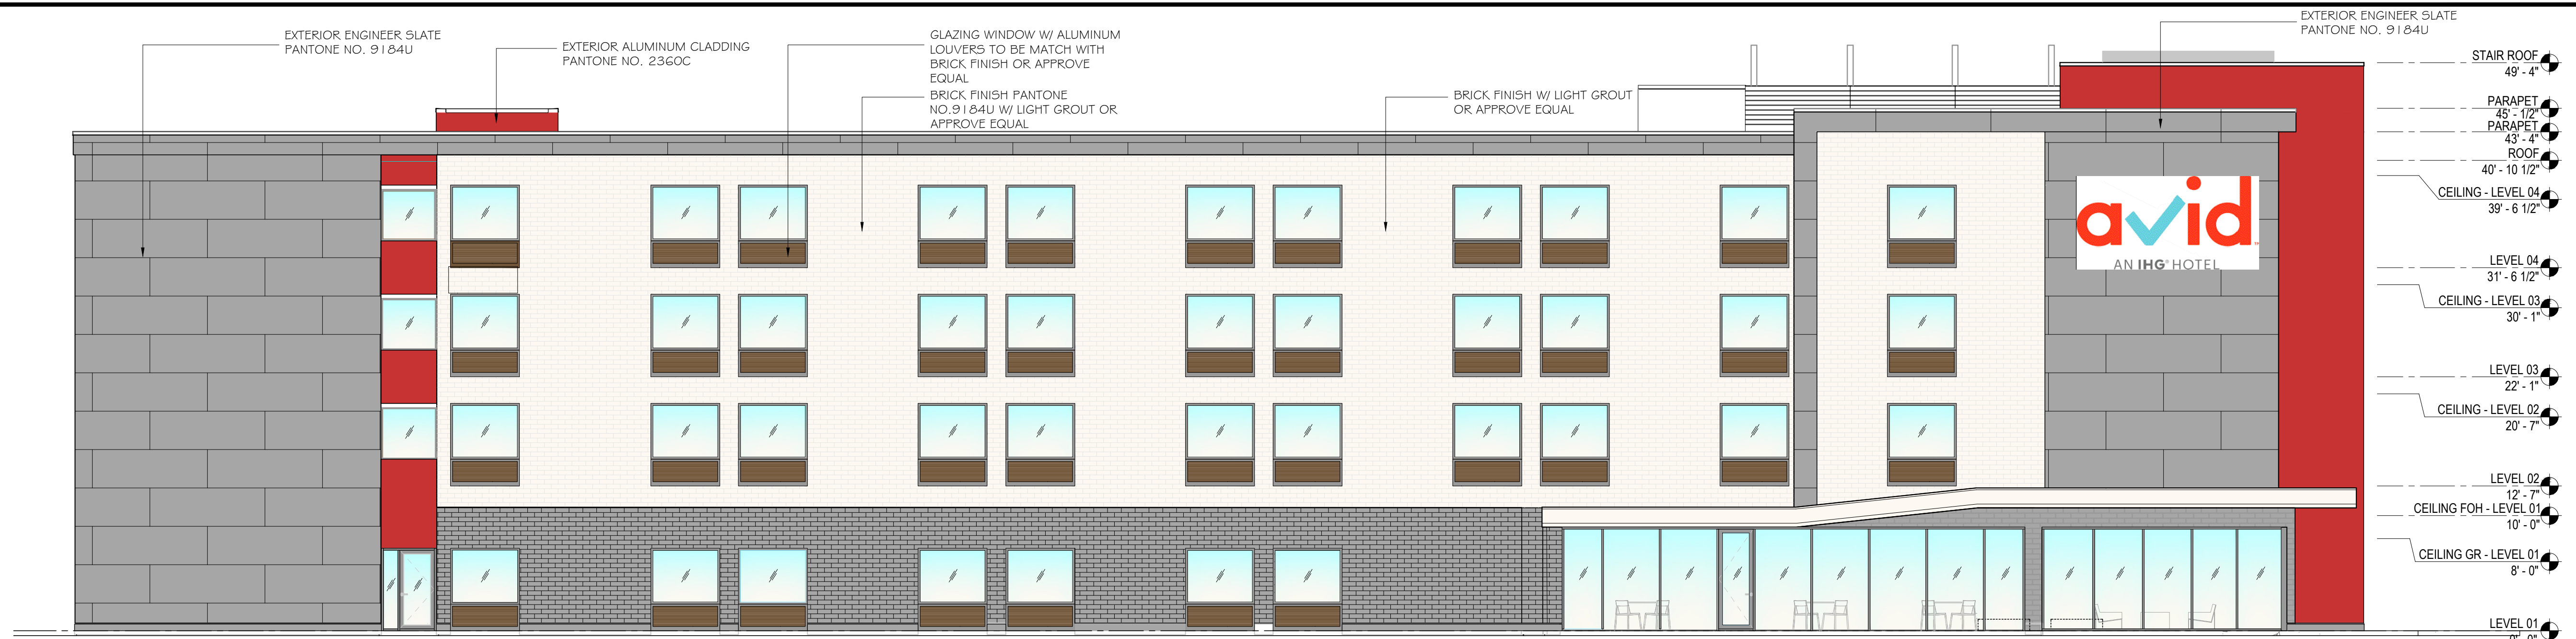 EXTERIOR ENGINEER SLATE
PANTONE NO. 9184U
EXTERIOR ALUMINUM CLADDING
PANTONE NO. 2360C
GLAZING WINDOW W/ ALUMINUM
LOUVERS TO BE MATCH WITH
BRICK FINISH OR APPROVE
EQUAL
BRICK FINISH PANTONE
NO.9184U W/ LIGHT GROUT OR
APPROVE EQUAL
BRICK FINISH W/ LIGHT GROUT
OR APPROVE EQUAL
EXTERIOR ENGINEER SLATE
PANTONE NO. 9184U
avid
AN IHG® HOTEL
STAIR ROOF
49' - 4"
PARAPET
45' - 1/2"
PARAPET
43' - 4"
ROOF
40' - 10 1/2"
CEILING - LEVEL 04
39' - 6 1/2"
LEVEL 04
31' - 6 1/2"
CEILING - LEVEL 03
30' - 1"
LEVEL 03
22' - 1"
CEILING - LEVEL 02
20' - 7"
LEVEL 02
12' - 7"
CEILING FOH - LEVEL 01
10' - 0"
CEILING GR - LEVEL 01
8' - 0"
LEVEL 01
0' - 0"